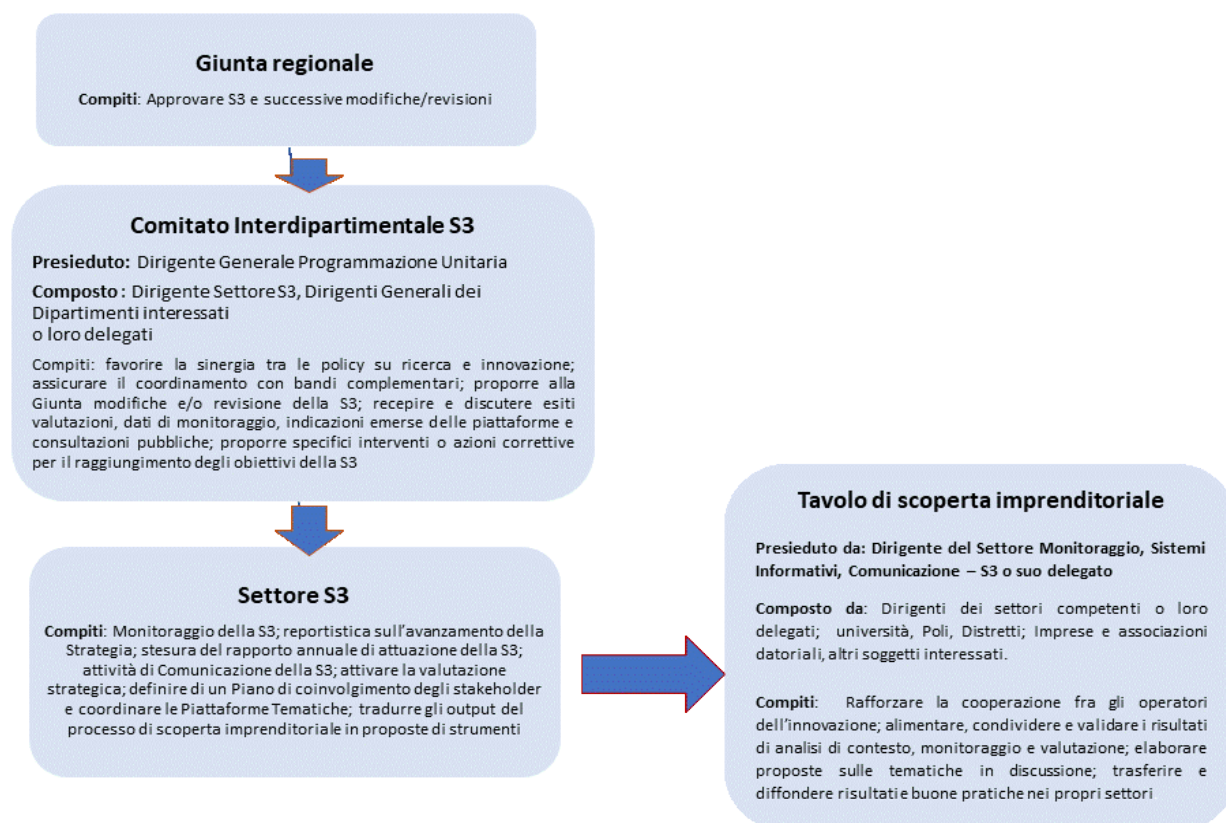 Giunta regionale
Compiti: Approvare S3 e successive modifiche/revisioni
Comitato Interdipartimentale S3
Presieduto: Dirigente Generale Programmazione Unitaria
Composto : Dirigente Settore S3, Dirigenti Generali dei
Dipartimenti interessati
o loro delegati
Compiti: favorire la sinergia tra le policy su ricerca e innovazione;
assicurare il coordinamento con bandi complementari; proporre alla
Giunta modifiche e/o revisione della S3; recepire e discutere esiti
valutazioni, dati di monitoraggio, indicazioni emerse delle piattaforme e
consultazioni pubbliche; proporre specifici interventi o azioni correttive
per il raggiungimento degli obiettivi della S3
Settore S3
Compiti: Monitoraggio della S3; reportistica sull'avanzamento della
Strategia; stesura del rapporto annuale di attuazione della S3;
attività di Comunicazione della S3; attivare la valutazione
strategica; definire di un Piano di coinvolgimento degli stakeholder
e coordinare le Piattaforme Tematiche; tradurre gli output del
processo di scoperta imprenditoriale in proposte di strumenti
Tavolo di scoperta imprenditoriale
Presieduto da: Dirigente del Settore Monitoraggio, Sistemi
Informativi, Comunicazione – S3 o suo delegato
Composto da: Dirigenti dei settori competenti o loro
delegati; università, Poli, Distretti; Imprese e associazioni
datoriali, altri soggetti interessati.
Compiti: Rafforzare la cooperazione fra gli operatori
dell'innovazione; alimentare, condividere e validare i risultati
di analisi di contesto, monitoraggio e valutazione; elaborare
proposte sulle tematiche in discussione; trasferire e
diffondere risultati e buone pratiche nei propri settori